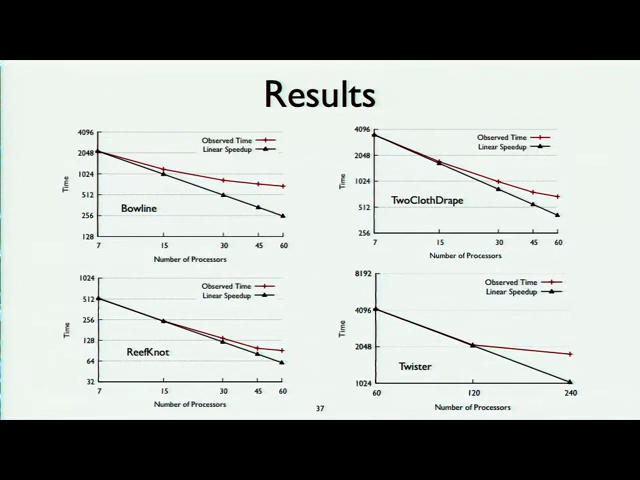 Results
4096
2048
1024
512
256
128
Time
Observed Time
Linear Speedup
Bowline
7 15 30 45 60
Number of Processors
4096
2048
1024
512
256
Time
Observed Time
Linear Speedup
TwoClothDrape
7 15 30 45 60
Number of Processors
1024
512
256
128
64
32
Time
Observed Time
Linear Speedup
ReefKnot
7 15 30 45 60
Number of Processors
8192
4096
2048
1024
Time
Observed Time
Linear Speedup
Twister
60 120 240
Number of Processors
37